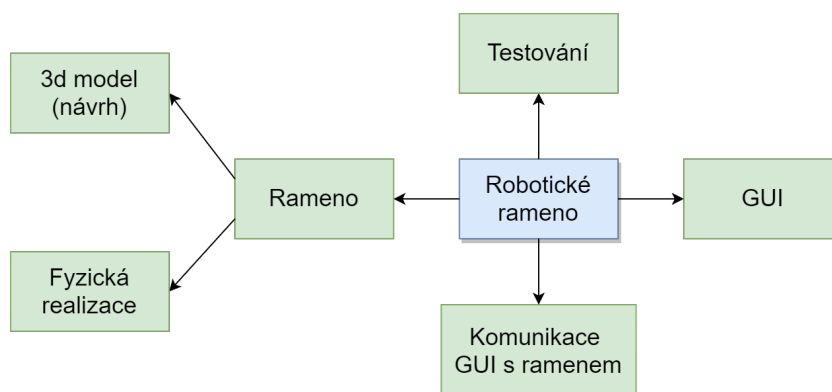 Testování
3d model
(návrh)
Rameno
Robotické
rameno
GUI
Fyzická
realizace
Komunikace
GUI s ramenem